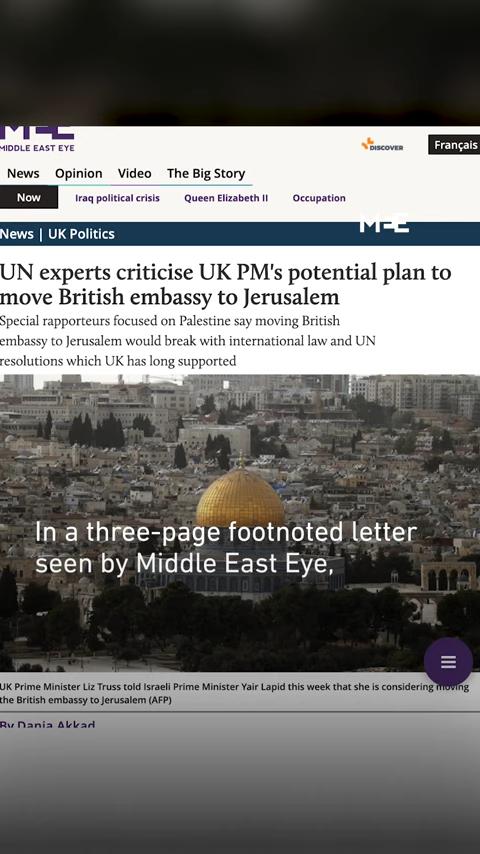 MEE
MIDDLE EAST EYE
DISCOVER
Français
News Opinion Video The Big Story
Now Iraq political crisis Queen Elizabeth II Occupation
MEE
News | UK Politics
UN experts criticise UK PM's potential plan to
move British embassy to Jerusalem
Special rapporteurs focused on Palestine say moving British
embassy to Jerusalem would break with international law and UN
resolutions which UK has long supported
In a three-page footnoted letter
seen by Middle East Eye,
UK Prime Minister Liz Truss told Israeli Prime Minister Yair Lapid this week that she is considering moving
the British embassy to Jerusalem (AFP)
By Dania Akkad